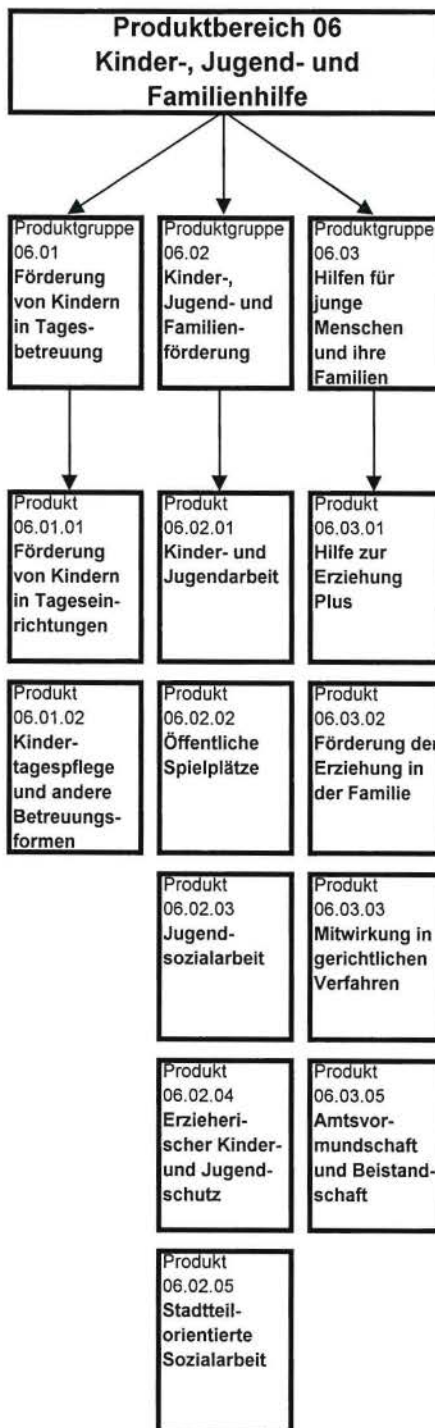 Produktbereich 06
Kinder-, Jugend- und
Familienhilfe
Produktgruppe
06.01
Förderung
von Kindern
in Tages-
betreuung
Produktgruppe
06.02
Kinder-,
Jugend- und
Familien-
förderung
Produktgruppe
06.03
Hilfen für
junge
Menschen
und ihre
Familien
Produkt
06.01.01
Förderung
von Kindern
in Tagesein-
richtungen
Produkt
06.02.01
Kinder- und
Jugendarbeit
Produkt
06.03.01
Hilfe zur
Erziehung
Plus
Produkt
06.01.02
Kinder-
tagespflege
und andere
Betreuungs-
formen
Produkt
06.02.02
Öffentliche
Spielplätze
Produkt
06.03.02
Förderung der
Erziehung in
der Familie
Produkt
06.02.03
Jugend-
sozialarbeit
Produkt
06.03.03
Mitwirkung in
gerichtlichen
Verfahren
Produkt
06.02.04
Erzieheri-
scher Kinder-
und Jugend-
schutz
Produkt
06.03.05
Amtsvor-
mundschaft
und Beistand-
schaft
Produkt
06.02.05
Stadtteil-
orientierte
Sozialarbeit